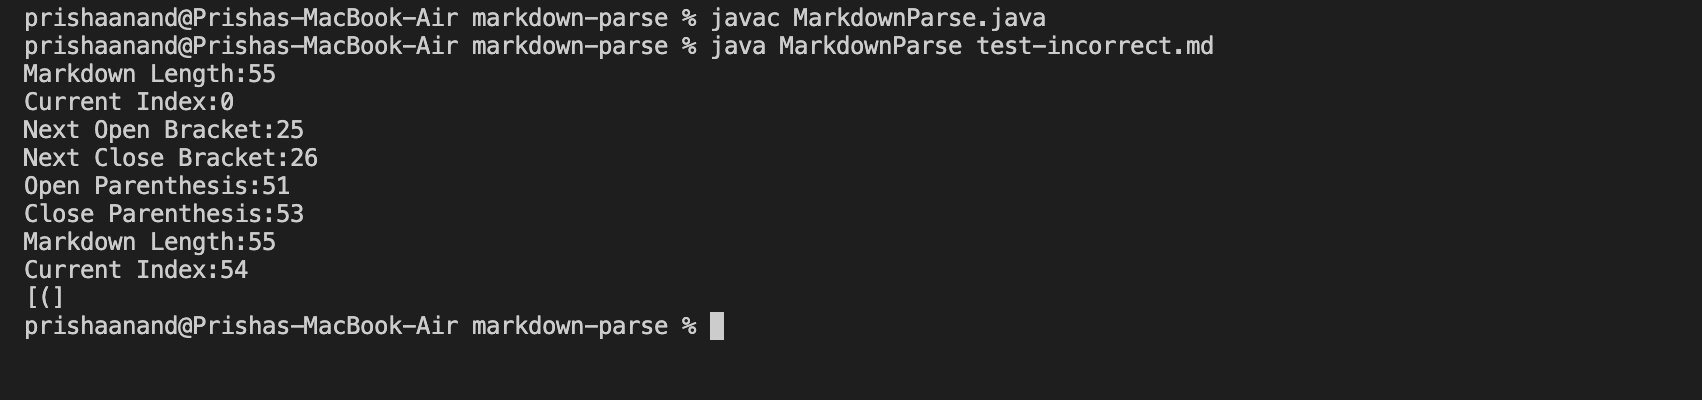 prishaanand@Prishas-MacBook-Air markdown-parse % javac MarkdownParse.java
prishaanand@Prishas-MacBook-Air markdown-parse % java MarkdownParse test-incorrect.md
Markdown Length:55
Current Index:0
Next Open Bracket:25
Next Close Bracket:26
Open Parenthesis:51
Close Parenthesis:53
Markdown Length:55
Current Index:54
[(]
prishaanand@Prishas-MacBook-Air markdown-parse %